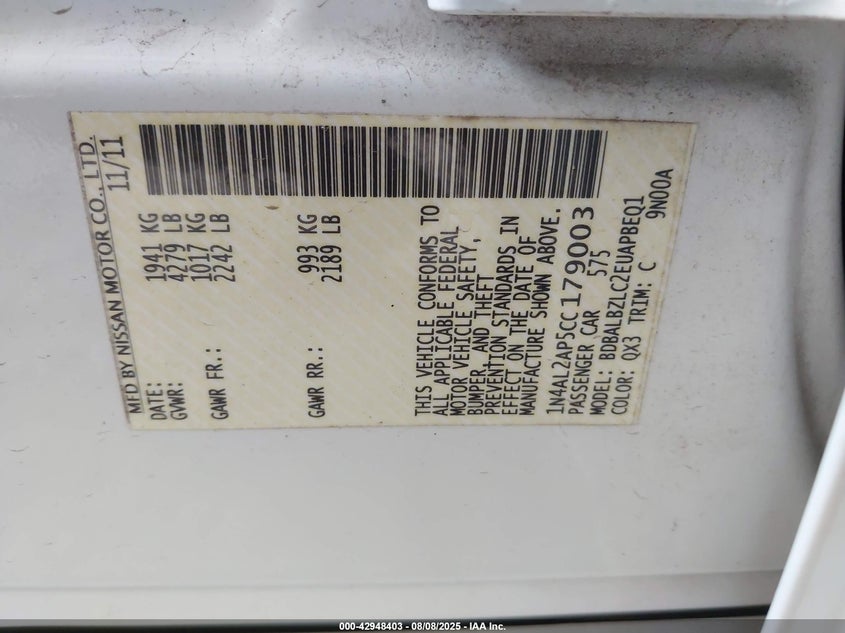 MFD BY NISSAN MOTOR CO., LTD.
DATE: 11/11
GVWR: 1941 KG
4279 LB
GAWR FR.: 1017 KG
2242 LB
GAWR RR.: 993 KG
2189 LB
THIS VEHICLE CONFORMS TO
ALL APPLICABLE FEDERAL
MOTOR VEHICLE SAFETY,
BUMPER, AND THEFT
PREVENTION STANDARDS IN
EFFECT ON THE DATE OF
MANUFACTURE SHOWN ABOVE.
1N4AL2AP5CC179003
PASSENGER CAR 575
MODEL: BDBALBZLC2EUAPBEQ1
COLOR: QX3 TRIM: C 9N00A
000-42948403 - 08/08/2025 - IAA Inc.